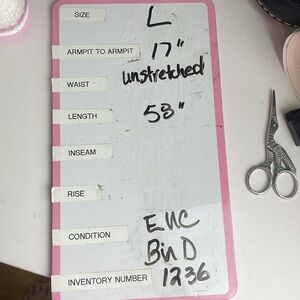 SIZE L
ARMPIT TO ARMPIT 17"
unstretched
WAIST
LENGTH 58"
INSEAM
RISE
CONDITION EUC
Bin D
INVENTORY NUMBER 1236